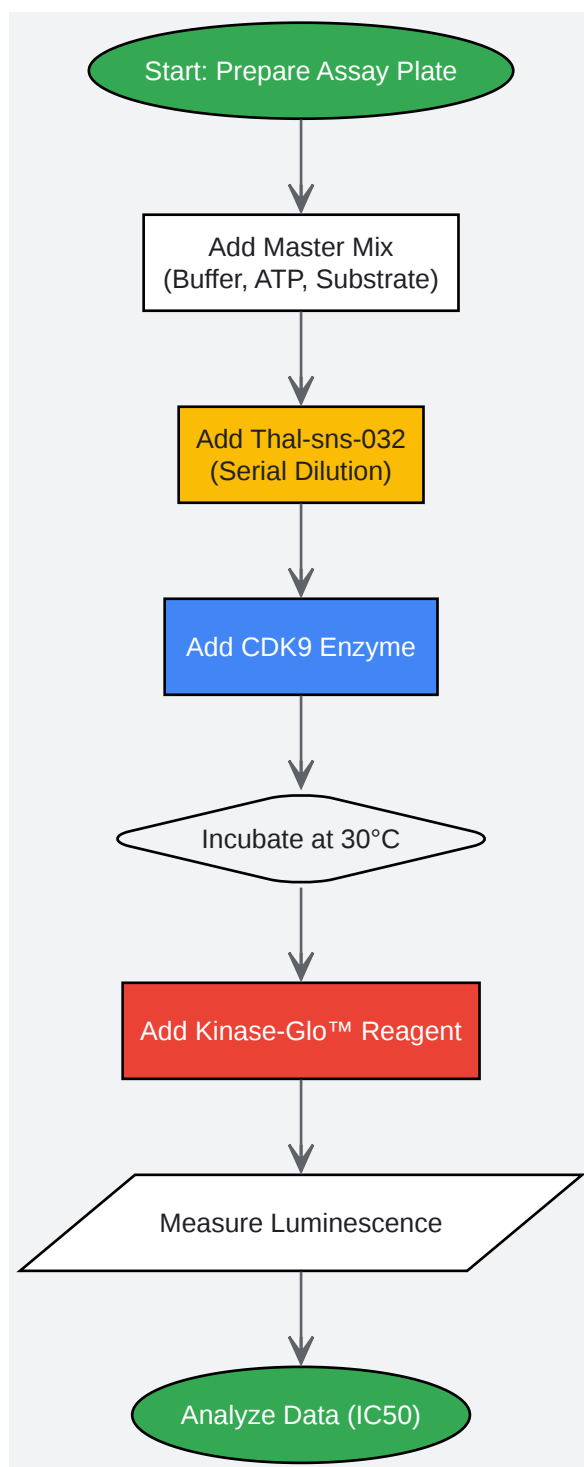 Start: Prepare Assay Plate
Add Master Mix
(Buffer, ATP, Substrate)
Add Thal-sns-032
(Serial Dilution)
Add CDK9 Enzyme
Incubate at 30°C
Add Kinase-Glo™ Reagent
Measure Luminescence
Analyze Data (IC50)